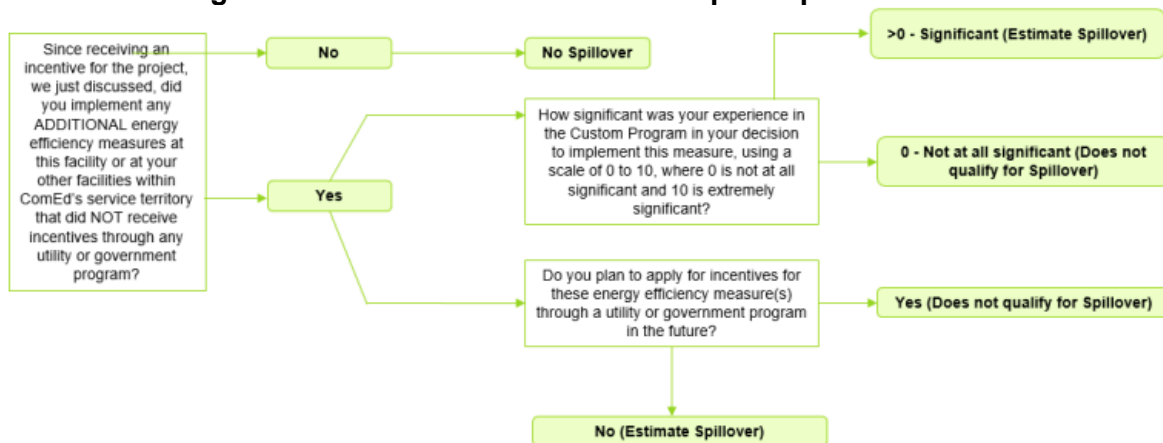 Since receiving an
incentive for the project,
we just discussed, did
you implement any
ADDITIONAL energy
efficiency measures at
this facility or at your
other facilities within
ComEd's service territory
that did NOT receive
incentives through any
utility or government
program?
No
No Spillover
Yes
How significant was your experience in
the Custom Program in your decision
to implement this measure, using a
scale of 0 to 10, where 0 is not at all
significant and 10 is extremely
significant?
>0 - Significant (Estimate Spillover)
0 - Not at all significant (Does not
qualify for Spillover)
Do you plan to apply for incentives for
these energy efficiency measure(s)
through a utility or government program
in the future?
Yes (Does not qualify for Spillover)
No (Estimate Spillover)